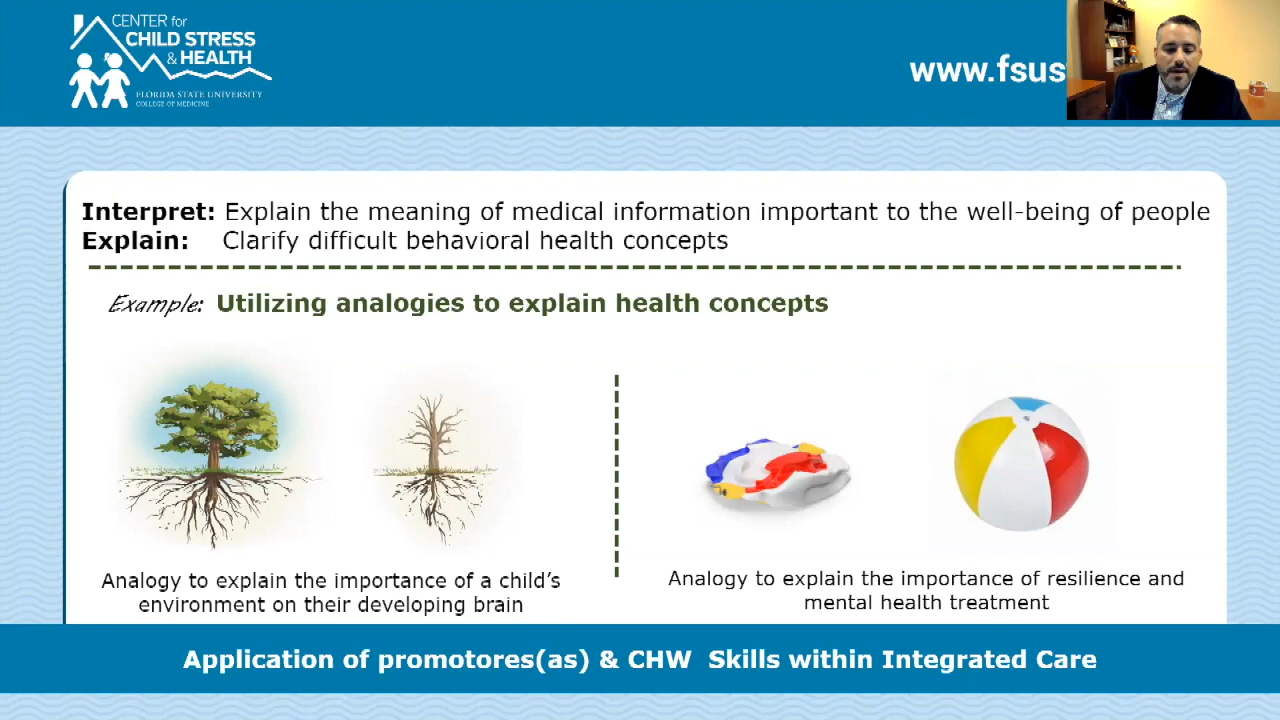 CENTER for
CHILD STRESS
& HEALTH
FLORIDA STATE UNIVERSITY
COLLEGE OF MEDICINE
www.fsus
Interpret: Explain the meaning of medical information important to the well-being of people
Explain: Clarify difficult behavioral health concepts
Example: Utilizing analogies to explain health concepts
Analogy to explain the importance of a child's
environment on their developing brain
Analogy to explain the importance of resilience and
mental health treatment
Application of promotores(as) & CHW Skills within Integrated Care